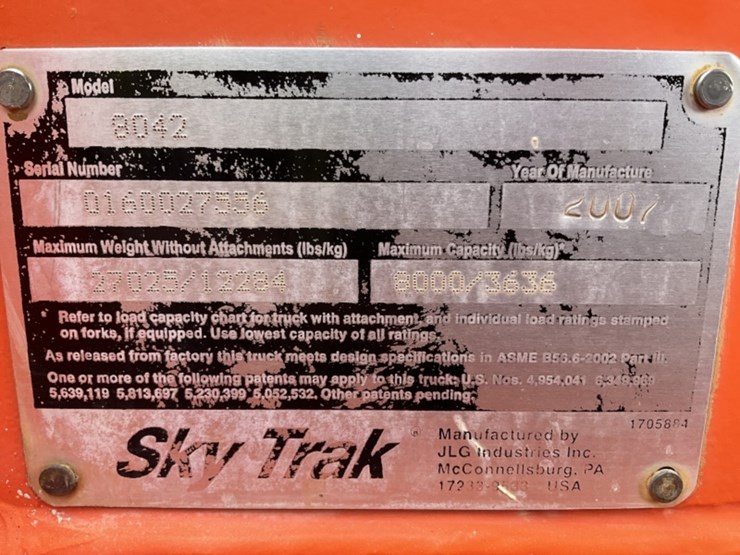 Model
8042
Serial Number Year Of Manufacture
0160027556 2007
Maximum Weight Without Attachments (lbs/kg) Maximum Capacity (lbs/kg)*
27025/12284 8000/3636
* Refer to load capacity chart for truck with attachment, and individual load ratings stamped
on forks, if equipped. Use lowest capacity of all ratings.
As released from factory this truck meets design specifications in ASME B56.6-2002 Part III.
One or more of the following patents may apply to this truck: U.S. Nos. 4,954,041 6,349,969
5,639,119 5,813,697 5,230,399 5,052,532. Other patents pending.
1705884
Sky Trak
Manufactured by
JLG Industries Inc.
McConnellsburg, PA
USA